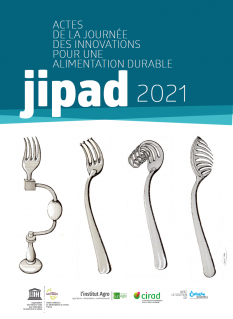 ACTES
DE LA JOURNÉE
DES INNOVATIONS
POUR UNE
ALIMENTATION DURABLE
jipad 2021
l'institut Agro
cirad